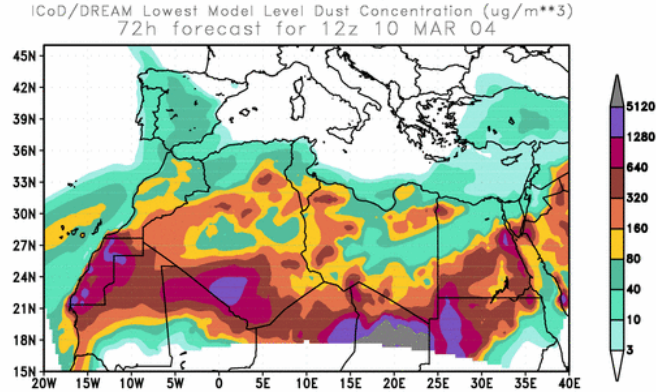 ICoD/DREAM Lowest Model Level Dust Concentration (ug/m**3)
72h forecast for 12z 10 MAR 04
45N
42N
39N
36N
33N
30N
27N
24N
21N
18N
15N
20W
15W
10W
5W
0
5E
10E
15E
20E
25E
30E
35E
40E
5120
1280
640
320
160
80
40
10
3